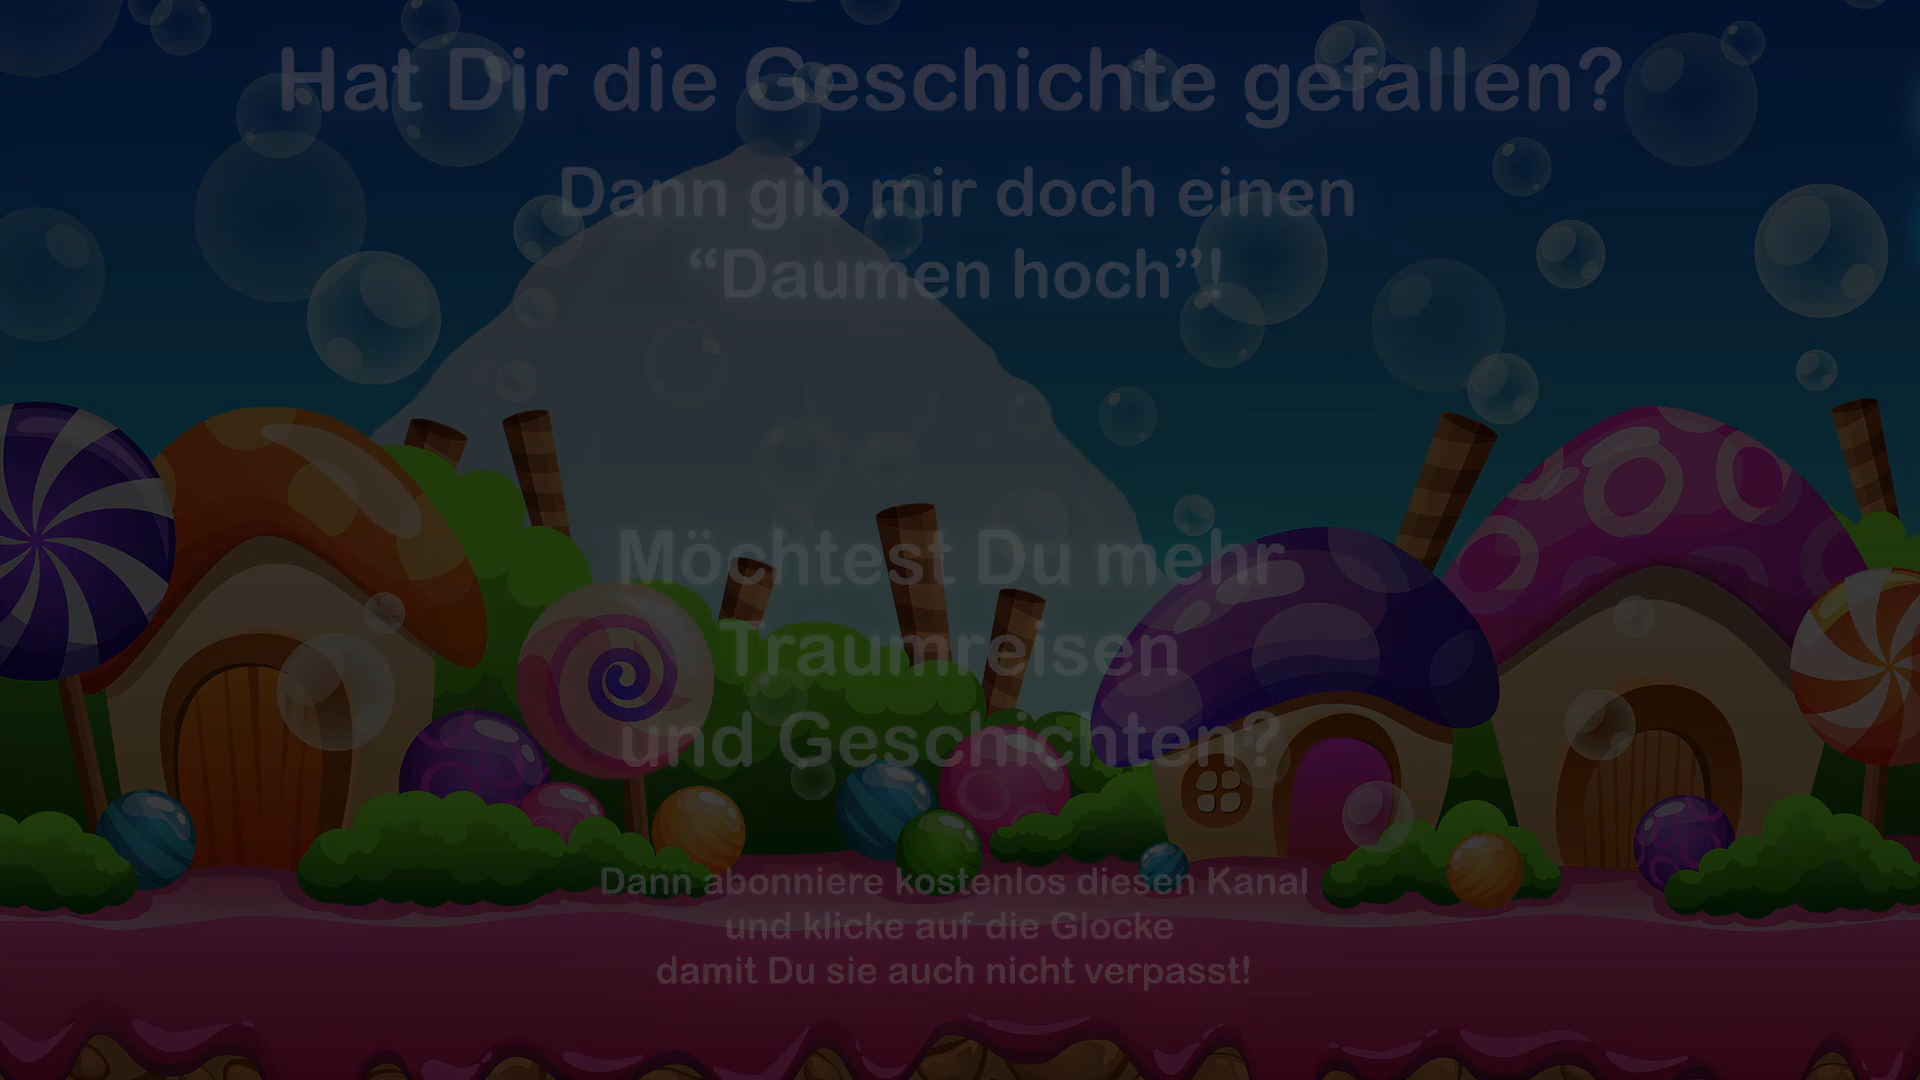 Hat Dir die Geschichte gefallen?
Dann gib mir doch einen
“Daumen hoch”!
Möchtest Du mehr
Traumreisen
und Geschichten?
Dann abonniere kostenlos diesen Kanal
und klicke auf die Glocke
damit Du sie auch nicht verpasst!